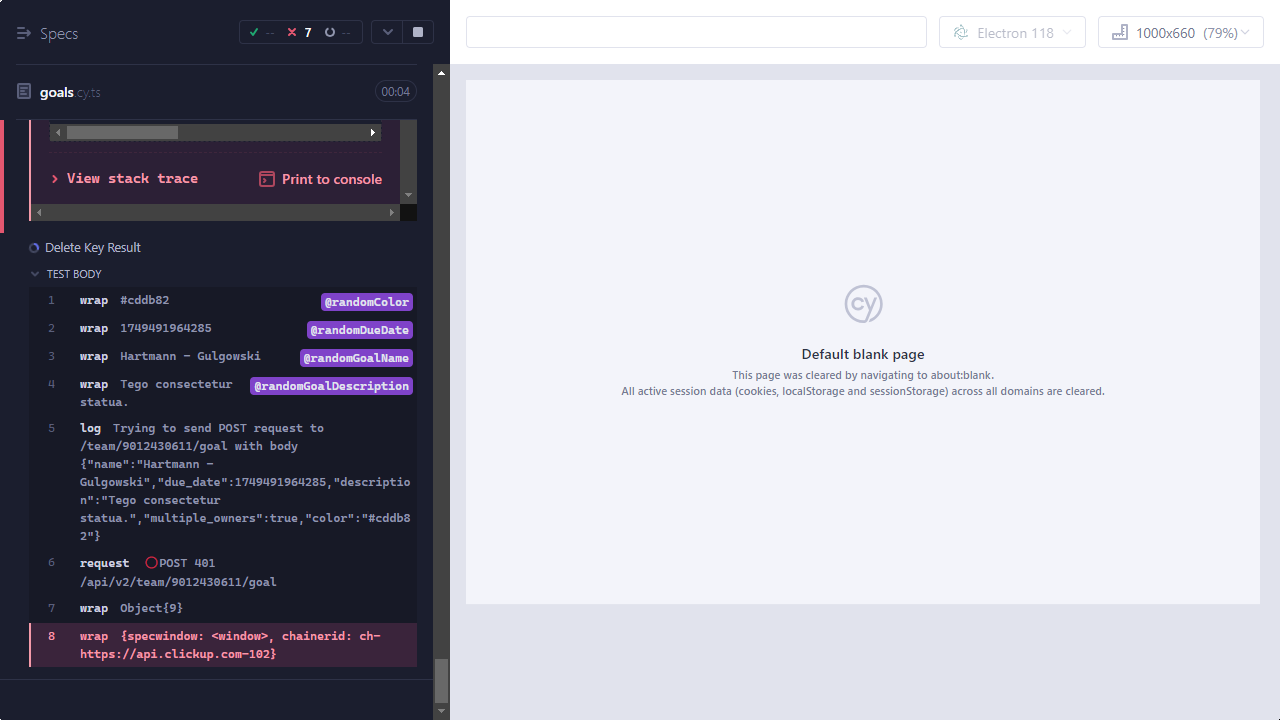 Specs
--
7
--
Electron 118
1000x660 (79%)
goals.cy.ts
00:04
View stack trace
Print to console
Delete Key Result
TEST BODY
1 wrap #cddb82 @randomColor
2 wrap 1749491964285 @randomDueDate
3 wrap Hartmann - Gulgowski @randomGoalName
4 wrap Tego consectetur @randomGoalDescription
statua.
5 log Trying to send POST request to
/team/9012430611/goal with body
{"name":"Hartmann -
Gulgowski","due_date":1749491964285,"descriptio
n":"Tego consectetur
statua.","multiple_owners":true,"color":"#cddb8
2"}
6 request POST 401
/api/v2/team/9012430611/goal
7 wrap Object{9}
8 wrap {specwindow: <window>, chainerid: ch-
https://api.clickup.com-102}
cy
Default blank page
This page was cleared by navigating to about:blank.
All active session data (cookies, localStorage and sessionStorage) across all domains are cleared.